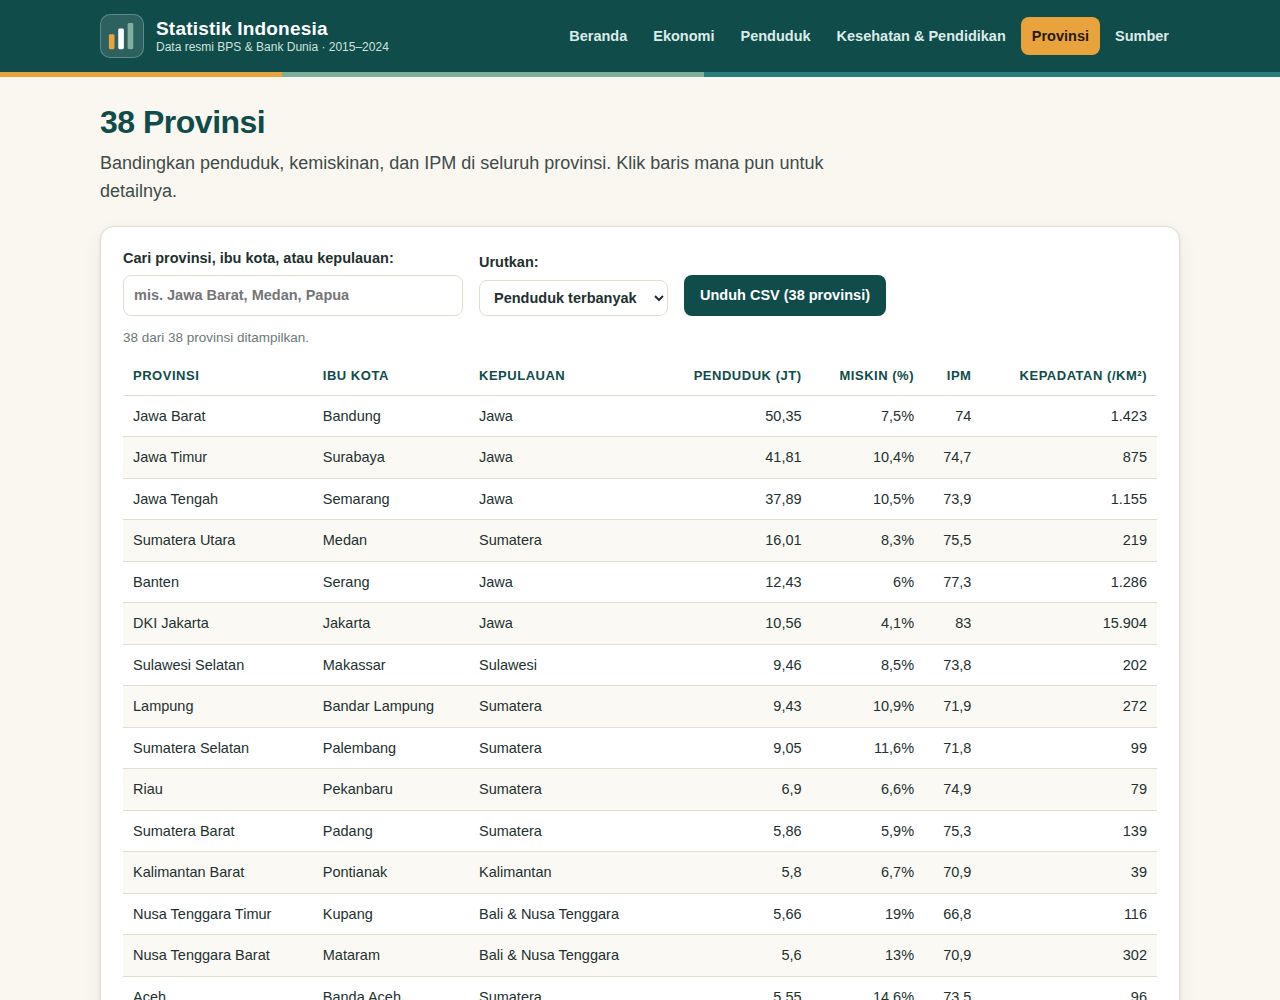 Statistik Indonesia
Data resmi BPS & Bank Dunia · 2015–2024
Beranda Ekonomi Penduduk Kesehatan & Pendidikan Provinsi Sumber
38 Provinsi
Bandingkan penduduk, kemiskinan, dan IPM di seluruh provinsi. Klik baris mana pun untuk
detailnya.
Cari provinsi, ibu kota, atau kepulauan:
mis. Jawa Barat, Medan, Papua
Urutkan:
Penduduk terbanyak
Unduh CSV (38 provinsi)
38 dari 38 provinsi ditampilkan.
PROVINSI IBU KOTA KEPULAUAN PENDUDUK (JT) MISKIN (%) IPM KEPADATAN (/KM²)
Jawa Barat Bandung Jawa 50,35 7,5% 74 1.423
Jawa Timur Surabaya Jawa 41,81 10,4% 74,7 875
Jawa Tengah Semarang Jawa 37,89 10,5% 73,9 1.155
Sumatera Utara Medan Sumatera 16,01 8,3% 75,5 219
Banten Serang Jawa 12,43 6% 77,3 1.286
DKI Jakarta Jakarta Jawa 10,56 4,1% 83 15.904
Sulawesi Selatan Makassar Sulawesi 9,46 8,5% 73,8 202
Lampung Bandar Lampung Sumatera 9,43 10,9% 71,9 272
Sumatera Selatan Palembang Sumatera 9,05 11,6% 71,8 99
Riau Pekanbaru Sumatera 6,9 6,6% 74,9 79
Sumatera Barat Padang Sumatera 5,86 5,9% 75,3 139
Kalimantan Barat Pontianak Kalimantan 5,8 6,7% 70,9 39
Nusa Tenggara Timur Kupang Bali & Nusa Tenggara 5,66 19% 66,8 116
Nusa Tenggara Barat Mataram Bali & Nusa Tenggara 5,6 13% 70,9 302
Aceh Banda Aceh Sumatera 5,55 14,6% 73,5 96